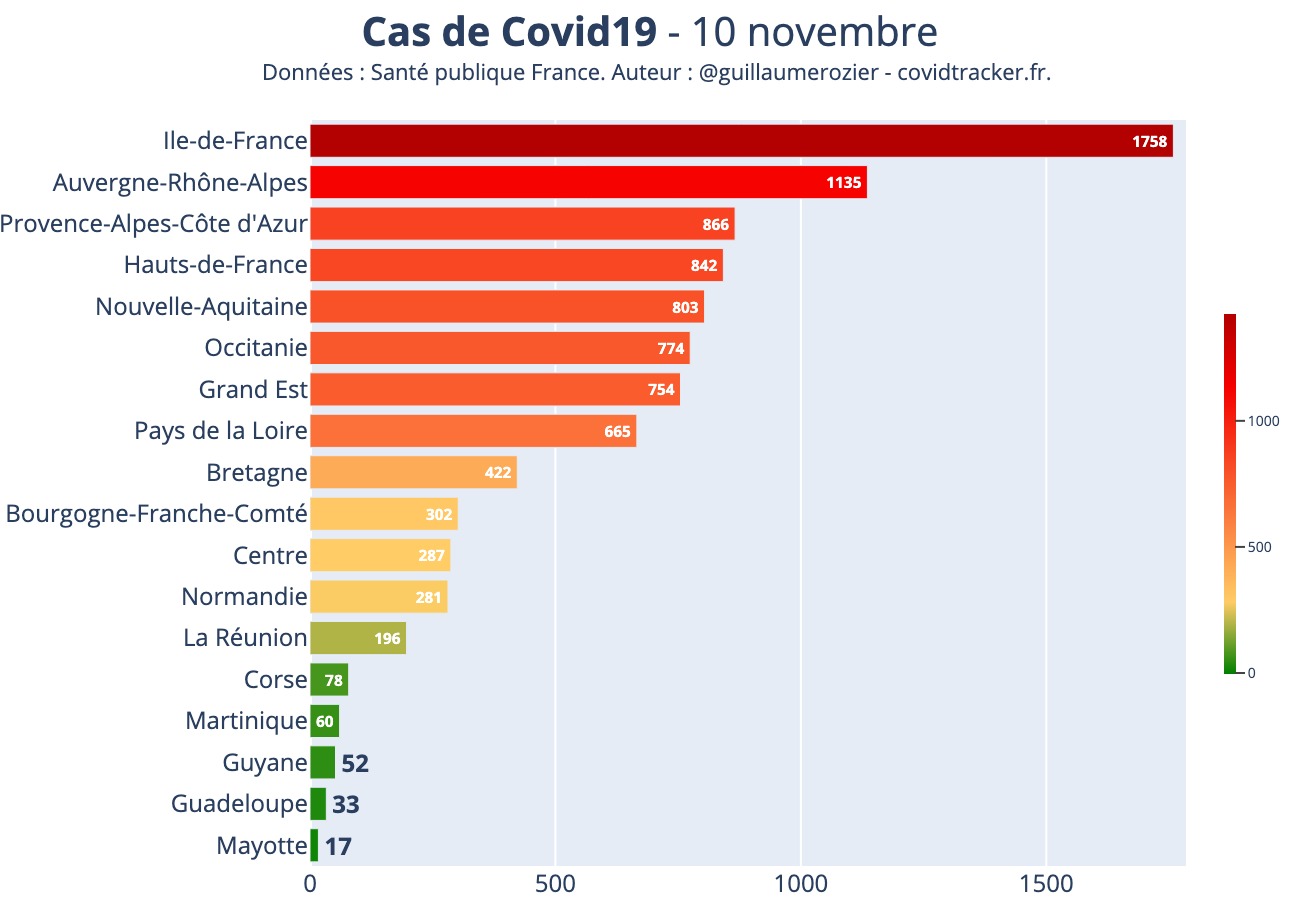 Cas de Covid19 - 10 novembre
Données : Santé publique France. Auteur : @guillaumerozier - covidtracker.fr.
Ile-de-France 1758
Auvergne-Rhône-Alpes 1135
Provence-Alpes-Côte d'Azur 866
Hauts-de-France 842
Nouvelle-Aquitaine 803
Occitanie 774
Grand Est 754
Pays de la Loire 665
Bretagne 422
Bourgogne-Franche-Comté 302
Centre 287
Normandie 281
La Réunion 196
Corse 78
Martinique 60
Guyane 52
Guadeloupe 33
Mayotte 17
0 500 1000 1500
1000
500
0